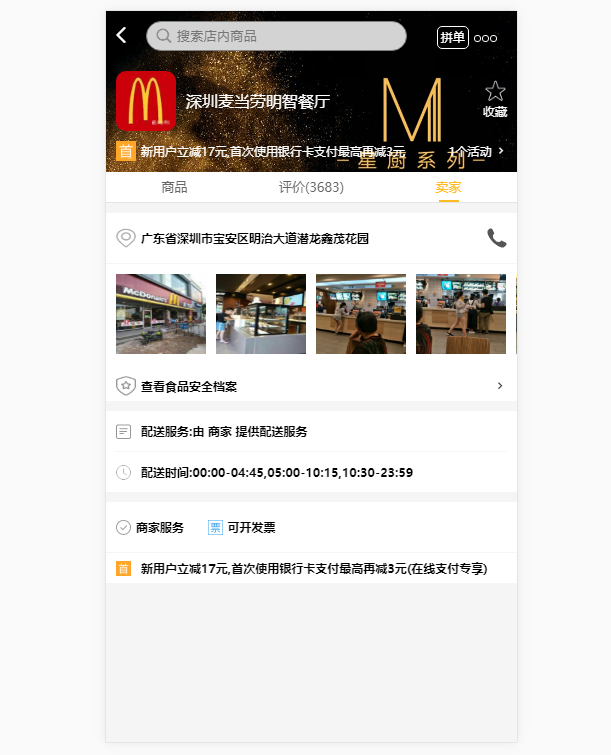 搜索店内商品
拼单
深圳麦当劳明智餐厅
收藏
首 新用户立减17元,首次使用银行卡支付最高再减3元 1个活动
MI
星厨系列
商品 评价(3683) 卖家
广东省深圳市宝安区明治大道潜龙鑫茂花园
McDonald's
查看食品安全档案
配送服务:由 商家 提供配送服务
配送时间:00:00-04:45,05:00-10:15,10:30-23:59
商家服务 票 可开发票
首 新用户立减17元,首次使用银行卡支付最高再减3元(在线支付专享)